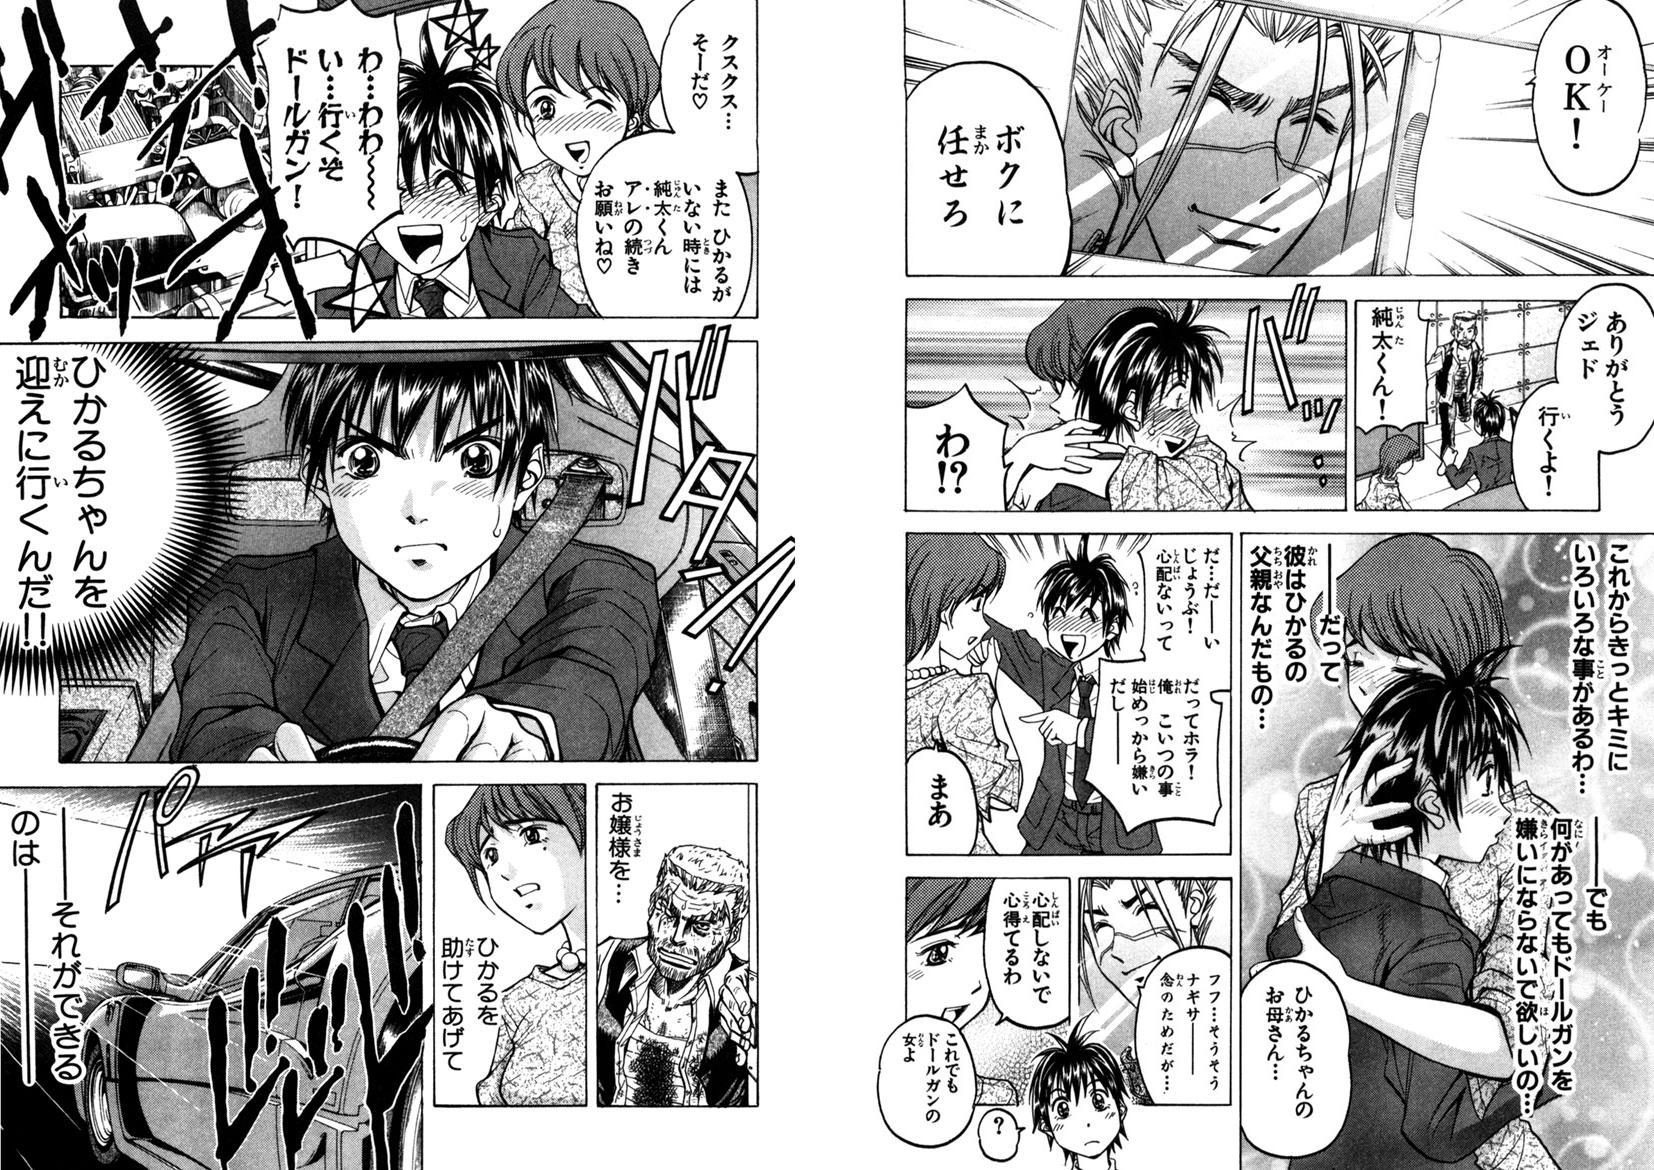 OK！
ボクに
任せろ
ありがとう
ジェド
行くよ！
純太くん！
わ!?
これからきっとキミに
いろいろな事があるわ…
――でも
何があってもドールガンを
嫌いにならないで欲しいの…
――だって
彼はひかるの
父親なんだもの…
ひかるちゃんの
お母さん…
だ…だ――い
じょうぶ！
心配ないって
だってホラ！
俺 こいつの事
始めっから嫌い
だし――
まあ
フフ…そうそう
ナギサ――
念のためだが…
心配しないで
心得てるわ
これでも
ドールガンの
女よ
？
クスクス…
そーだ♡
また ひかるが
いない時には
純太くん
アレの続き
お願いね♡
わ…わわ～～
い…行くぞ
ドールガン！
ひかるちゃんを
迎えに行くんだ!!
お嬢様を…
ひかるを
助けてあげて
――それができる
のは――